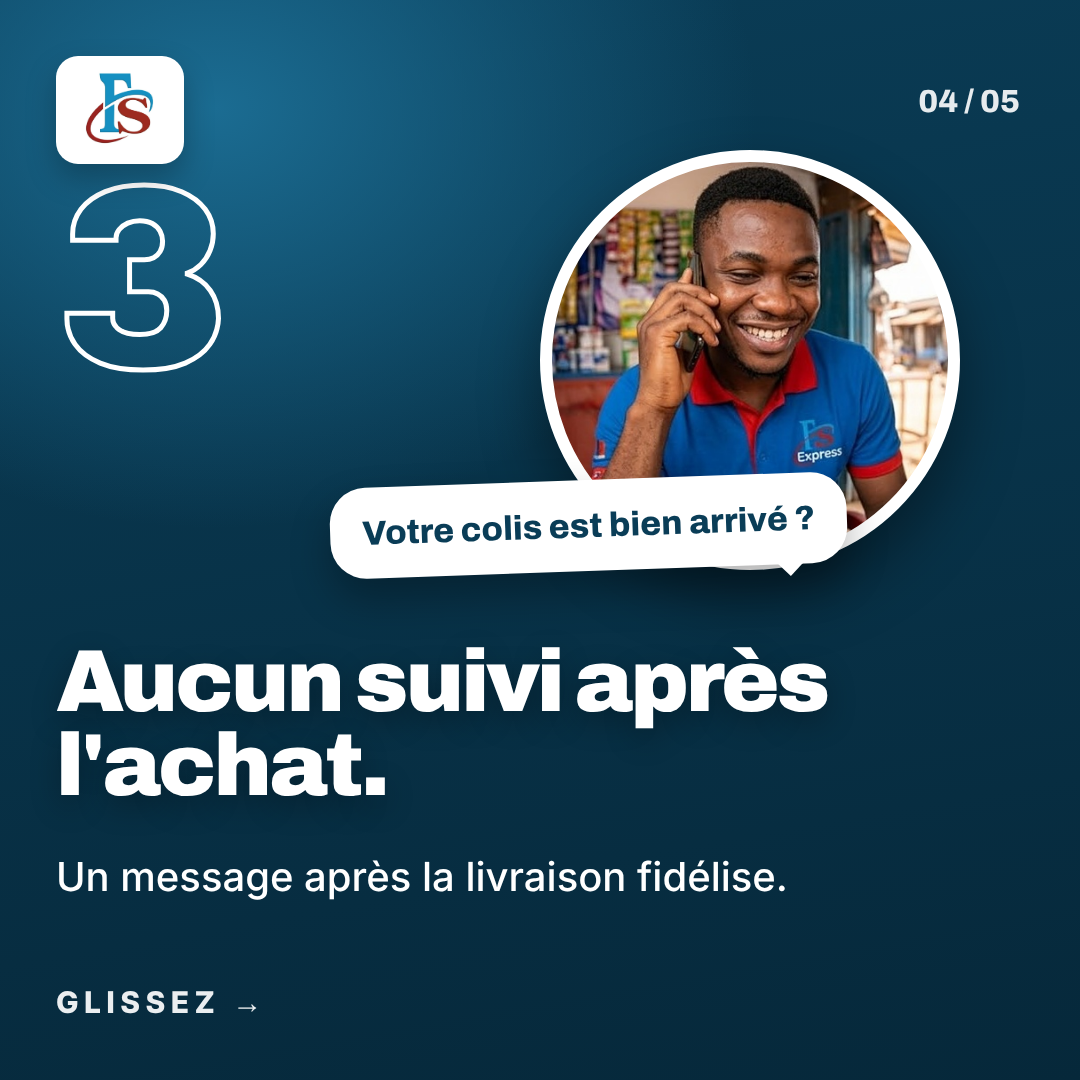 FS
04 / 05
3
FS
Express
Votre colis est bien arrivé ?
Aucun suivi après
l'achat.
Un message après la livraison fidélise.
GLISSEZ →